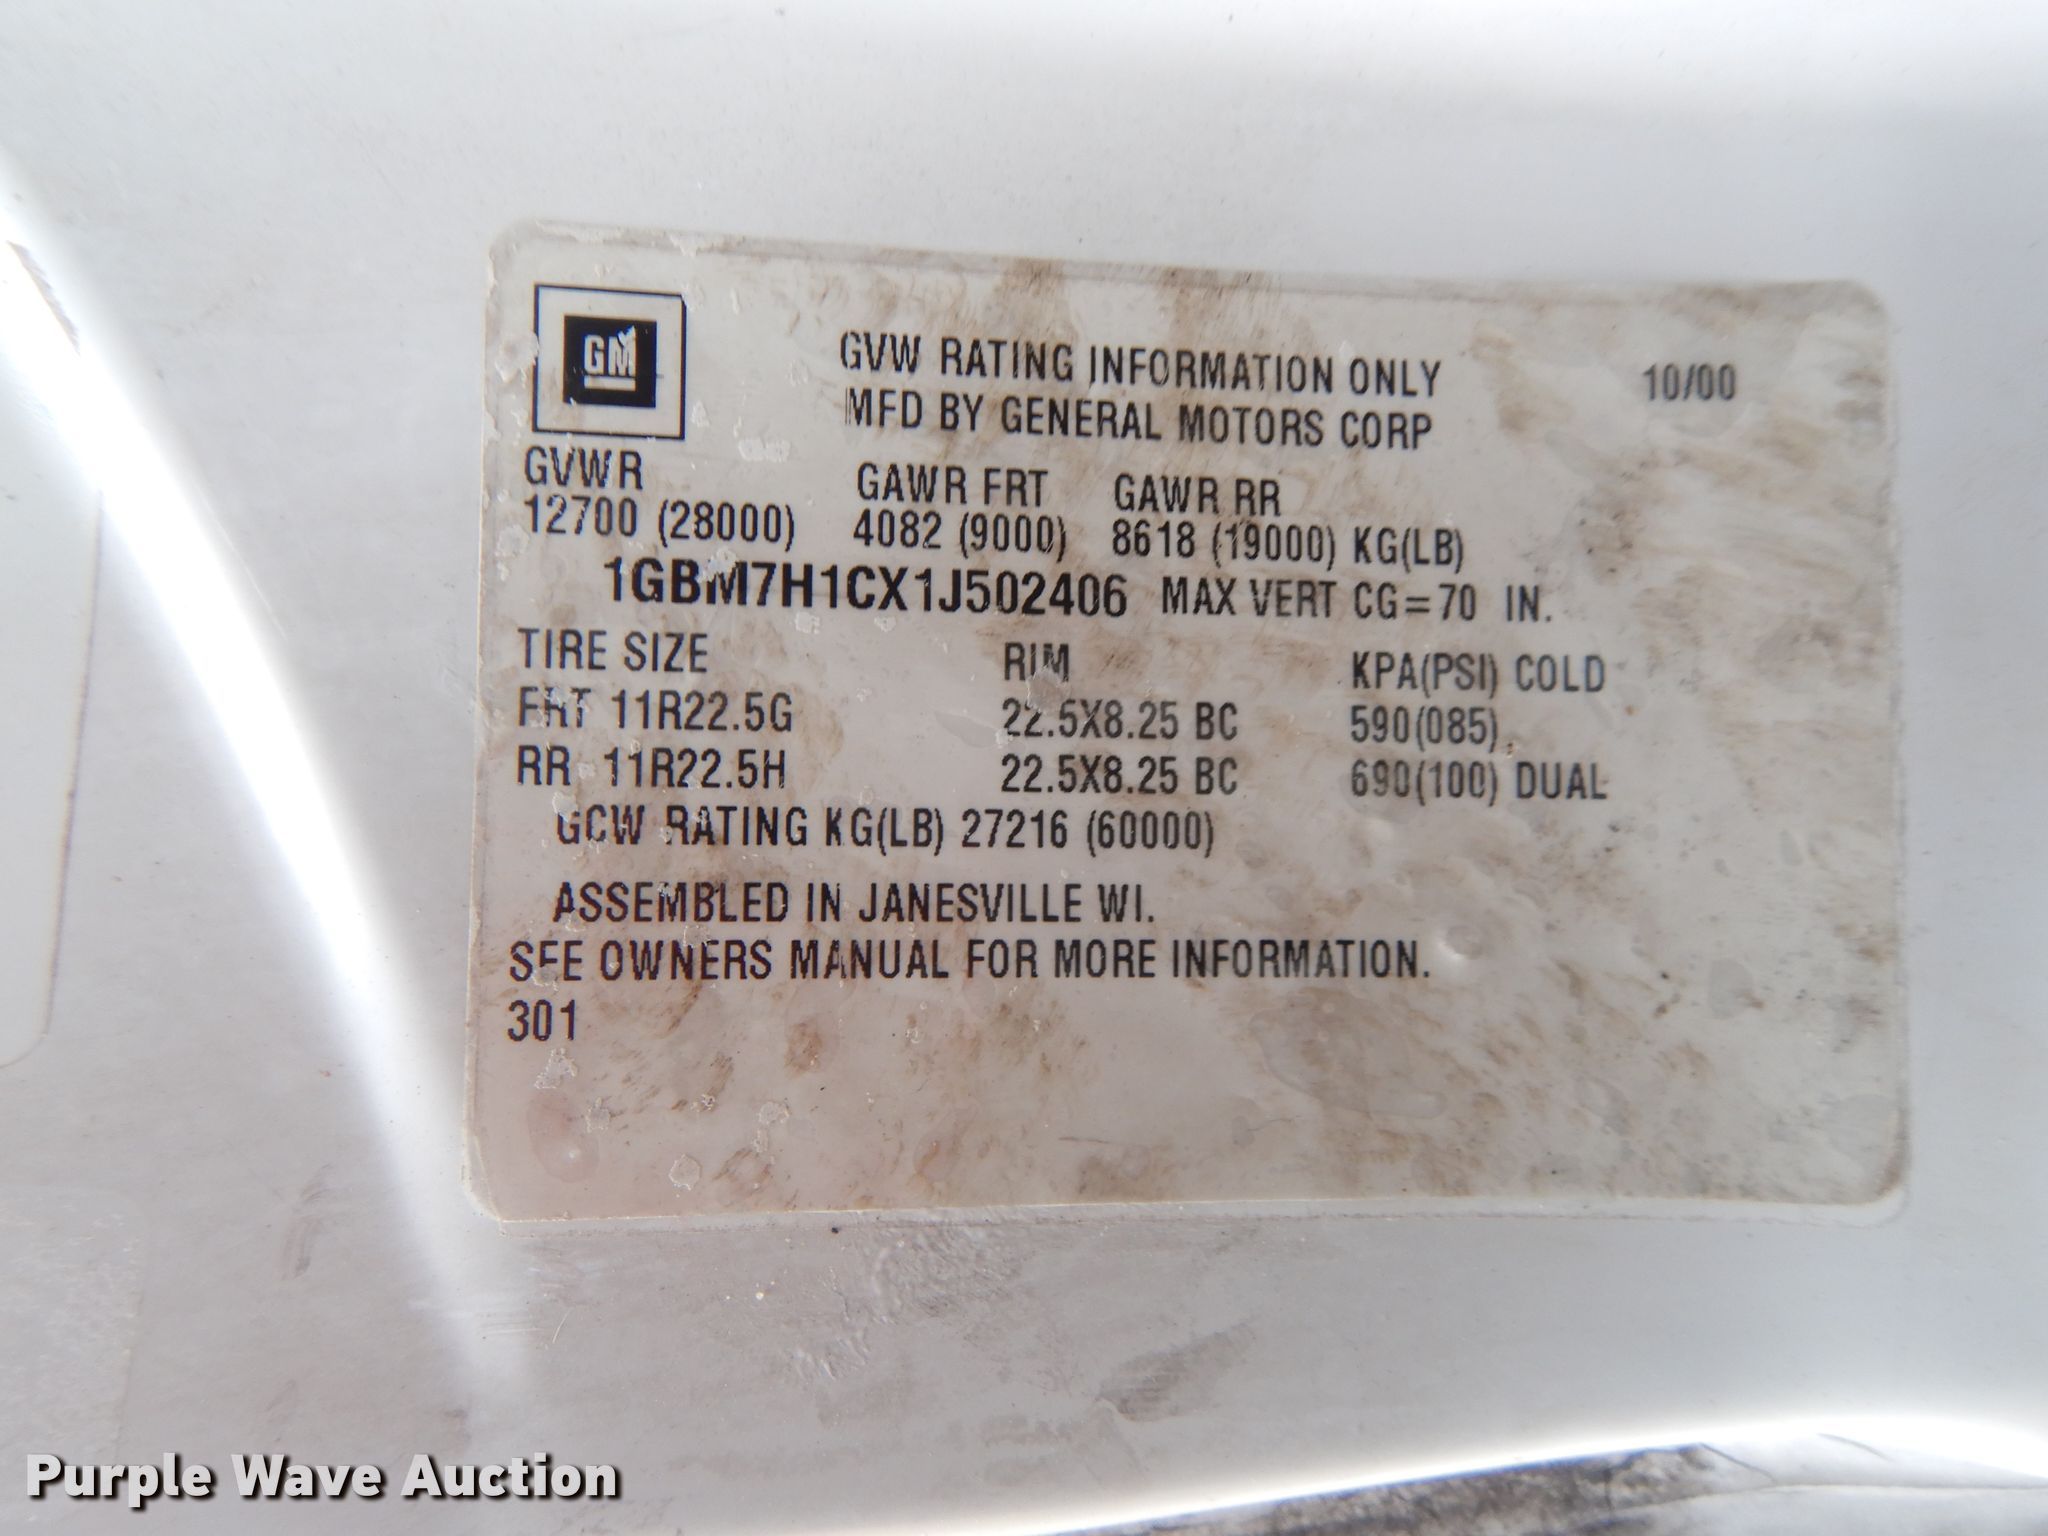 GM
GVW RATING INFORMATION ONLY 10/00
MFD BY GENERAL MOTORS CORP
GVWR GAWR FRT GAWR RR
12700 (28000) 4082 (9000) 8618 (19000) KG(LB)
1GBM7H1CX1J502406 MAX VERT CG=70 IN.
TIRE SIZE RIM KPA(PSI) COLD
FRT 11R22.5G 22.5X8.25 BC 590(085)
RR 11R22.5H 22.5X8.25 BC 690(100) DUAL
GCW RATING KG(LB) 27216 (60000)
ASSEMBLED IN JANESVILLE WI.
SEE OWNERS MANUAL FOR MORE INFORMATION.
301
Purple Wave Auction